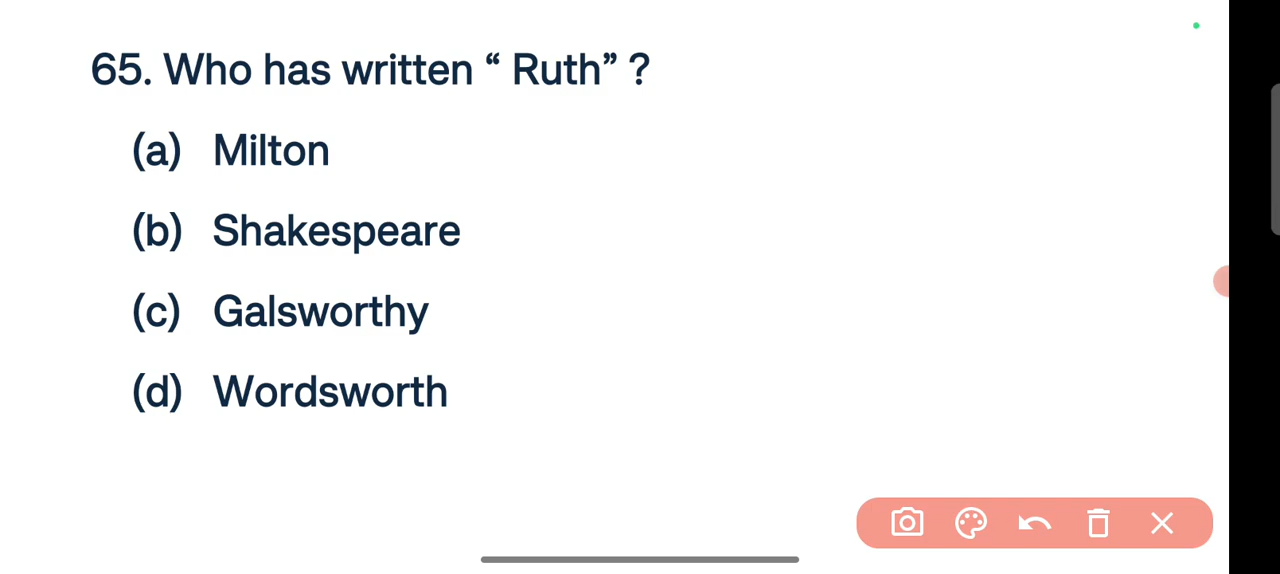 65. Who has written “ Ruth” ?
(a) Milton
(b) Shakespeare
(c) Galsworthy
(d) Wordsworth